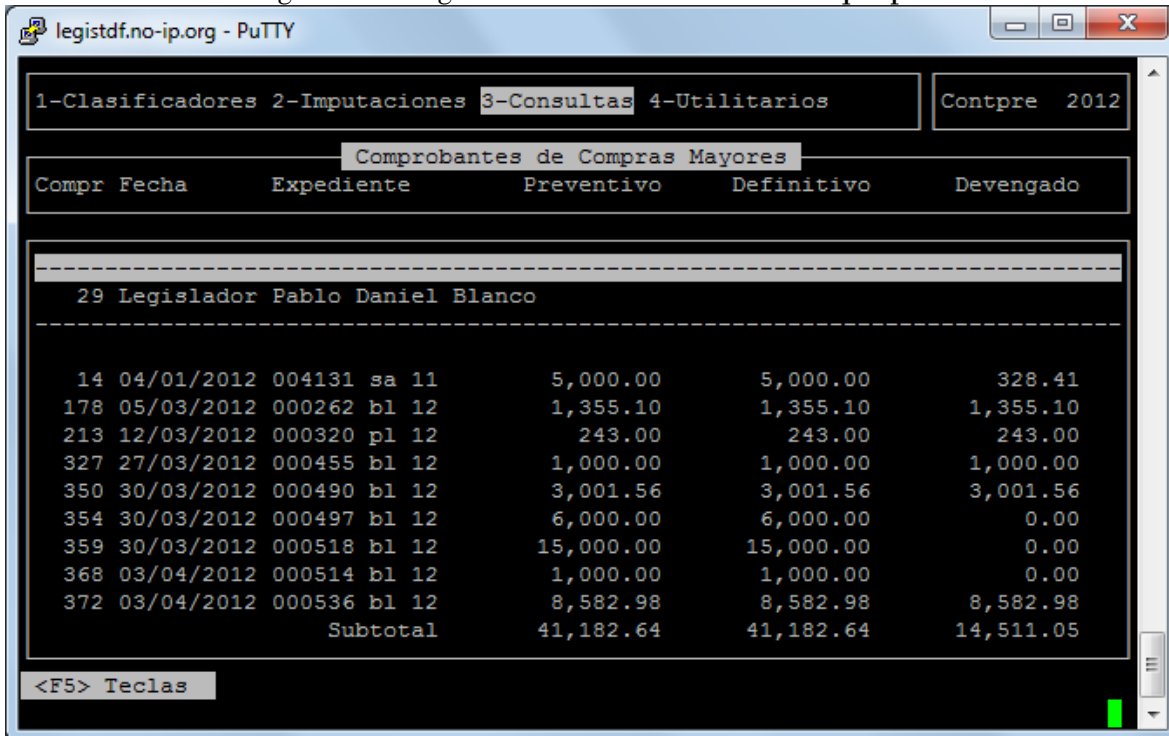 legistdf.no-ip.org - PuTTY
1-Clasificadores 2-Imputaciones 3-Consultas 4-Utilitarios Contpre 2012
Comprobantes de Compras Mayores
Compr Fecha Expediente Preventivo Definitivo Devengado
29 Legislador Pablo Daniel Blanco
14 04/01/2012 004131 sa 11 5,000.00 5,000.00 328.41
178 05/03/2012 000262 bl 12 1,355.10 1,355.10 1,355.10
213 12/03/2012 000320 pl 12 243.00 243.00 243.00
327 27/03/2012 000455 bl 12 1,000.00 1,000.00 1,000.00
350 30/03/2012 000490 bl 12 3,001.56 3,001.56 3,001.56
354 30/03/2012 000497 bl 12 6,000.00 6,000.00 0.00
359 30/03/2012 000518 bl 12 15,000.00 15,000.00 0.00
368 03/04/2012 000514 bl 12 1,000.00 1,000.00 0.00
372 03/04/2012 000536 bl 12 8,582.98 8,582.98 8,582.98
Subtotal 41,182.64 41,182.64 14,511.05
<F5> Teclas